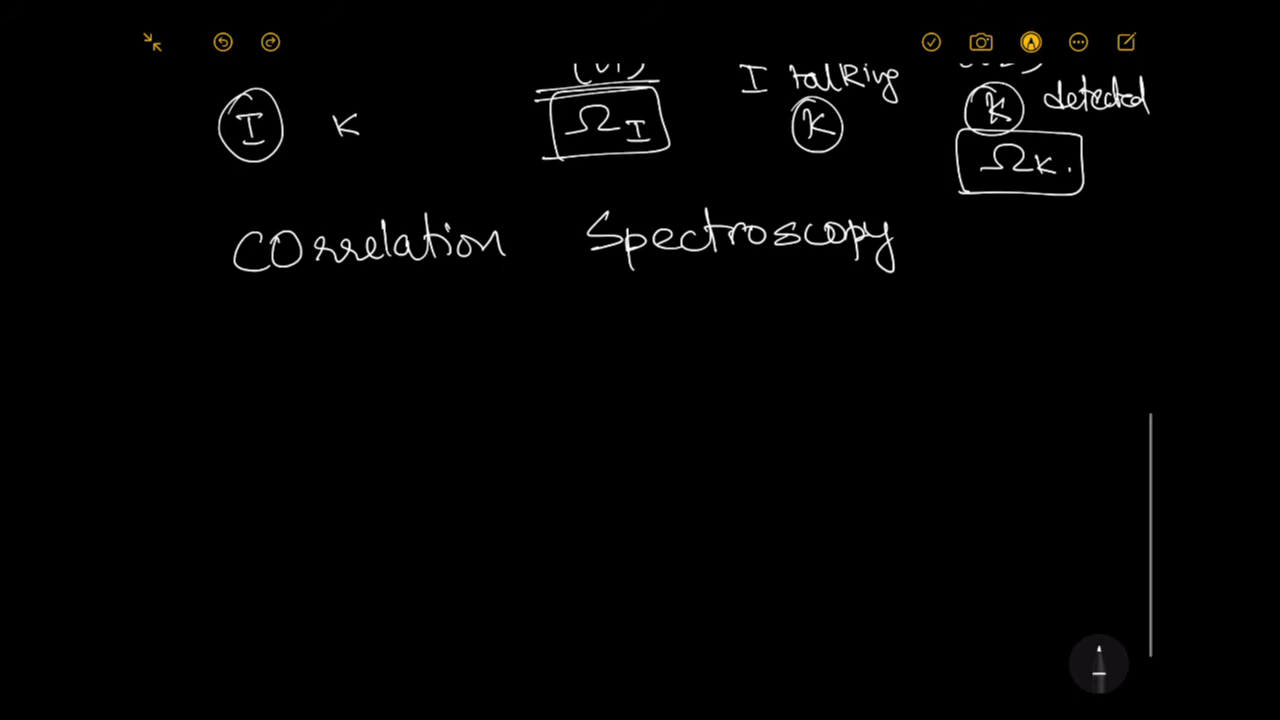 I talking
detected
I K Ω_I K K
Ω_K.
COrrelation Spectroscopy